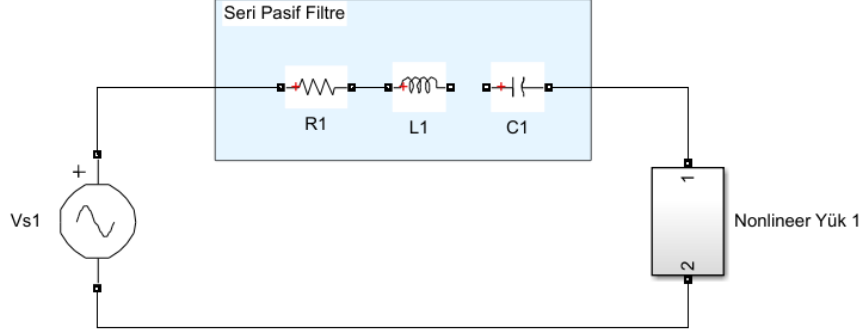 Seri Pasif Filtre
R1
L1
C1
+
Vs1
1
2
Nonlineer Yük 1